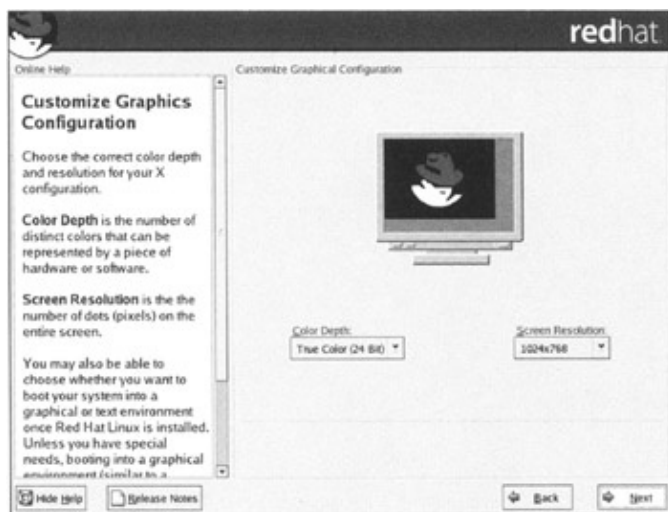 redhat
Online Help
Customize Graphics
Configuration
Choose the correct color depth
and resolution for your X
configuration.
Color Depth is the number of
distinct colors that can be
represented by a piece of
hardware or software.
Screen Resolution is the the
number of dots (pixels) on the
entire screen.
You may also be able to
choose whether you want to
boot your system into a
graphical or text environment
once Red Hat Linux is installed.
Unless you have special
needs, booting into a graphical
environment (similar to a
Customize Graphical Configuration
Color Depth:
True Color (24 Bit)
Screen Resolution:
1024x768
Hide Help
Release Notes
Back
Next